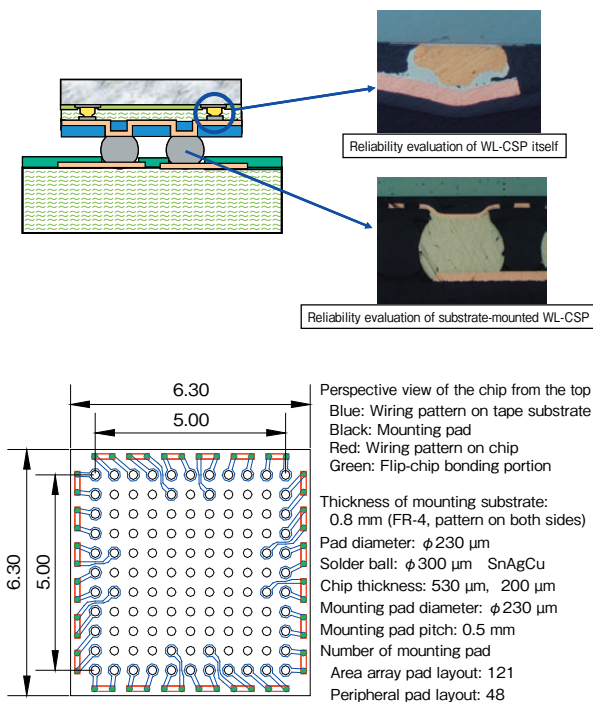 Reliability evaluation of WL-CSP itself
Reliability evaluation of substrate-mounted WL-CSP
6.30
5.00
6.30
5.00
Perspective view of the chip from the top
Blue: Wiring pattern on tape substrate
Black: Mounting pad
Red: Wiring pattern on chip
Green: Flip-chip bonding portion
Thickness of mounting substrate:
0.8 mm (FR-4, pattern on both sides)
Pad diameter: φ230 μm
Solder ball: φ300 μm SnAgCu
Chip thickness: 530 μm, 200 μm
Mounting pad diameter: φ230 μm
Mounting pad pitch: 0.5 mm
Number of mounting pad
Area array pad layout: 121
Peripheral pad layout: 48